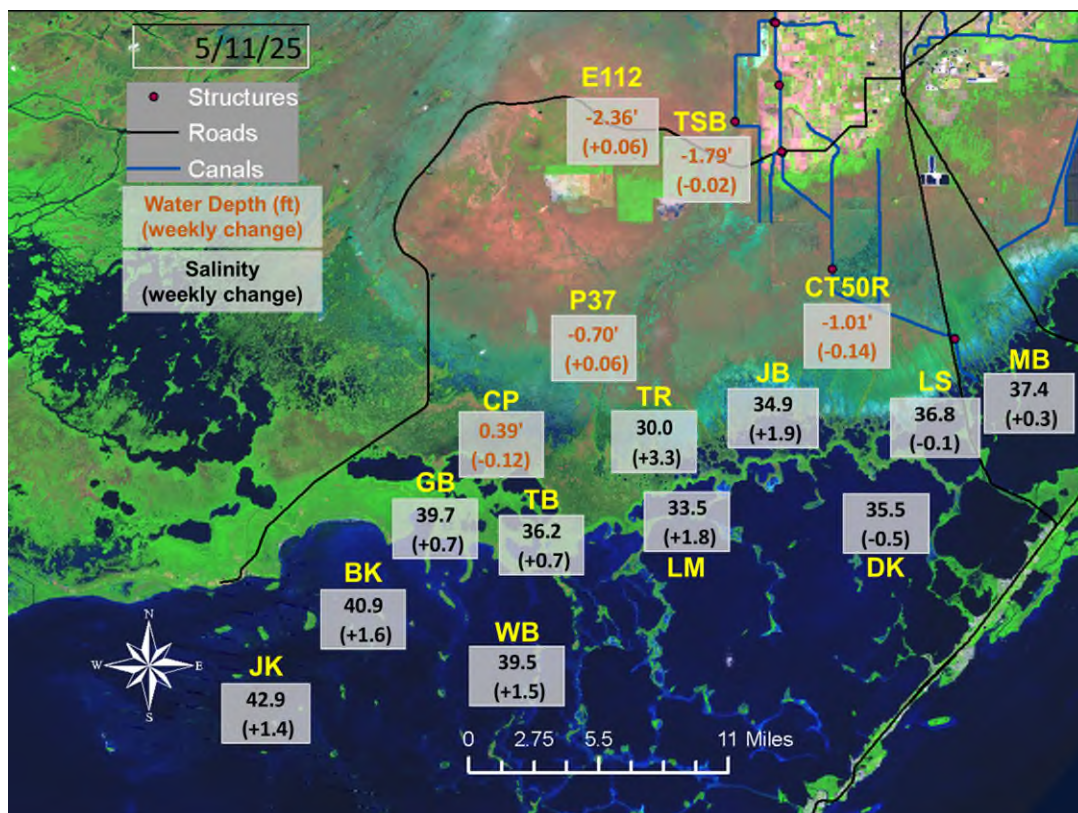 5/11/25
Structures
Roads
Canals
Water Depth (ft)
(weekly change)
Salinity
(weekly change)
E112
-2.36'
(+0.06)
TSB
-1.79'
(-0.02)
P37
-0.70'
(+0.06)
CT50R
-1.01'
(-0.14)
CP
0.39'
(-0.12)
TR
30.0
(+3.3)
JB
34.9
(+1.9)
LS
36.8
(-0.1)
MB
37.4
(+0.3)
GB
39.7
(+0.7)
TB
36.2
(+0.7)
33.5
(+1.8)
LM
35.5
(-0.5)
DK
BK
40.9
(+1.6)
WB
39.5
(+1.5)
JK
42.9
(+1.4)
N
W E
S
0 2.75 5.5 11 Miles